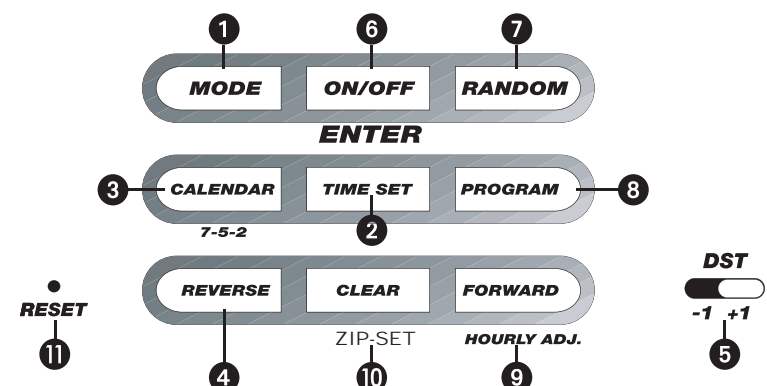 1 6 7
MODE ON/OFF RANDOM
ENTER
3 CALENDAR TIME SET PROGRAM 8
7-5-2 2
DST
REVERSE CLEAR FORWARD
RESET -1 +1
ZIP-SET HOURLY ADJ.
11 5
4 10 9